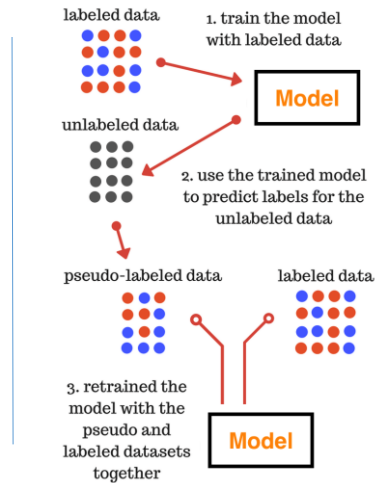 labeled data
1. train the model
with labeled data
Model
unlabeled data
2. use the trained model
to predict labels for the
unlabeled data
pseudo-labeled data
labeled data
3. retrained the
model with the
pseudo and
labeled datasets
together
Model